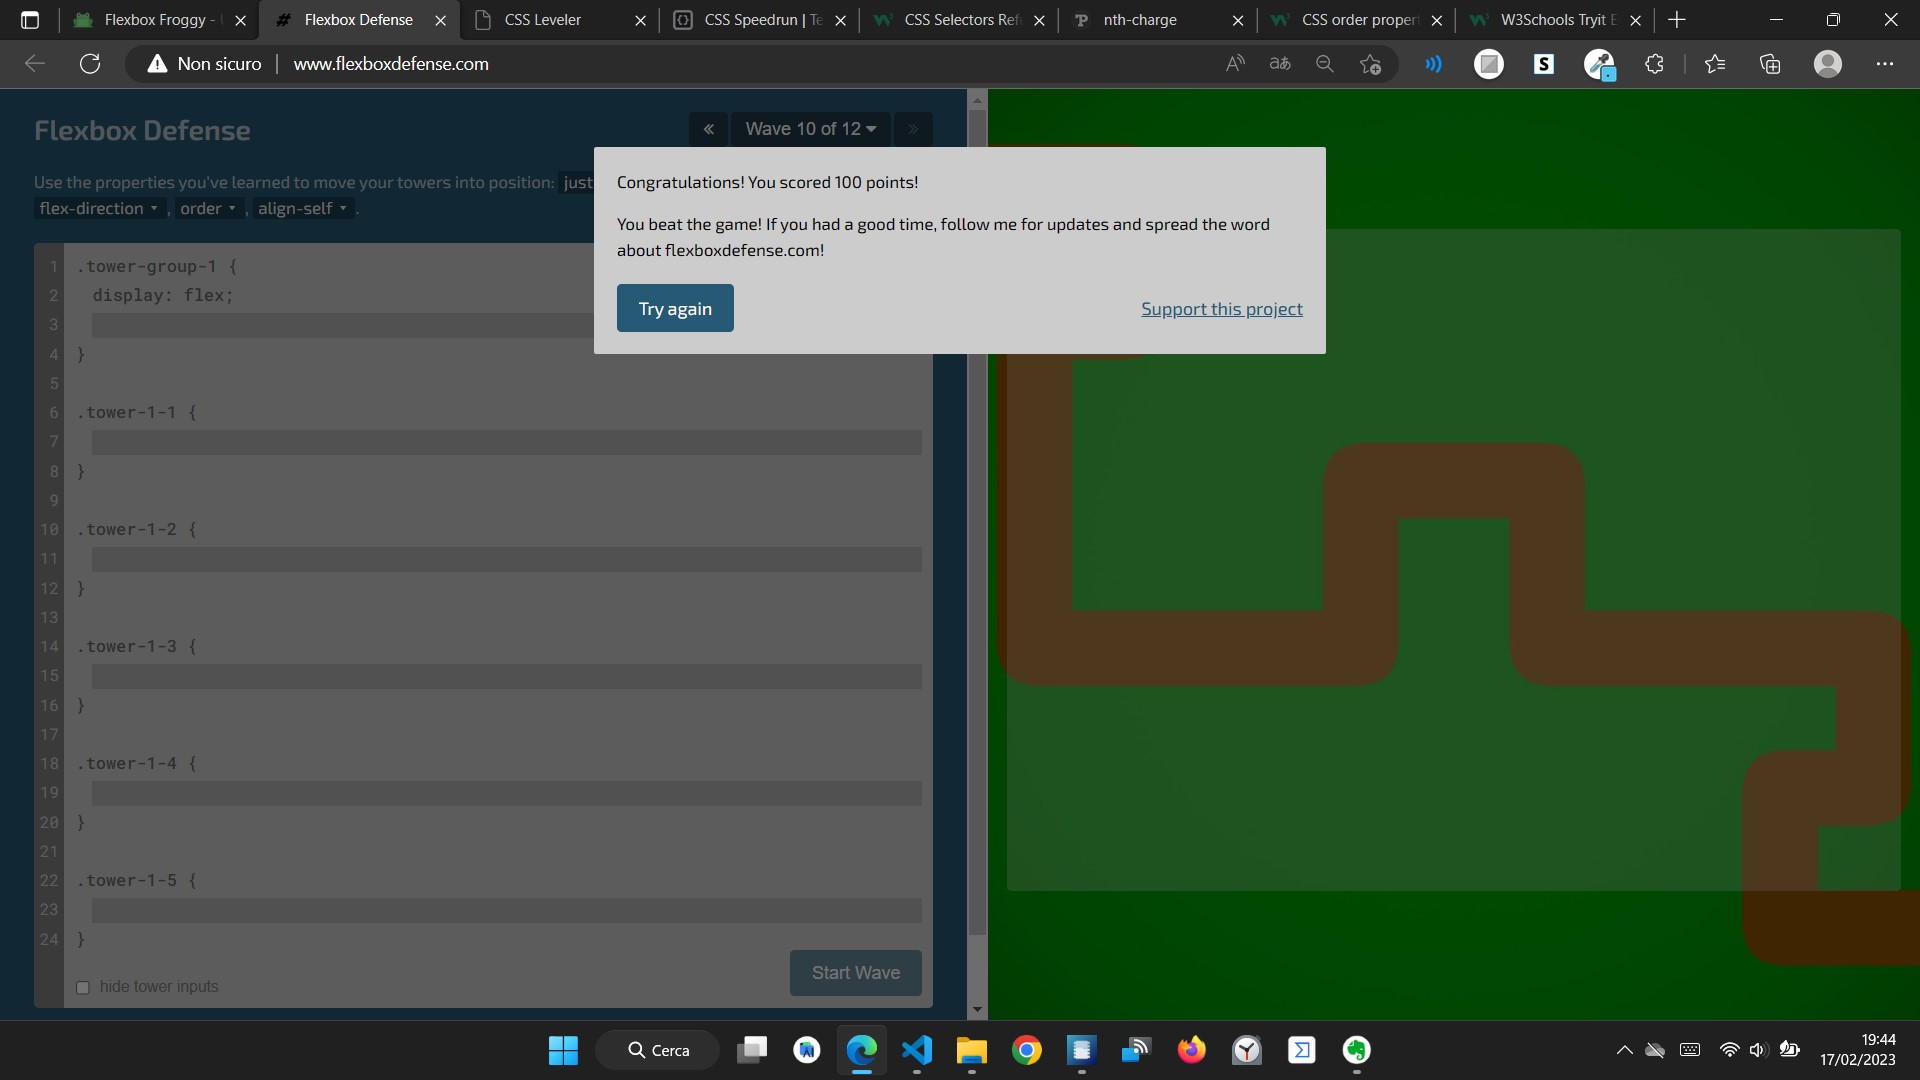 Flexbox Froggy -
Flexbox Defense
CSS Leveler
CSS Speedrun | Te
CSS Selectors Ref
nth-charge
CSS order propert
W3Schools Tryit E
Non sicuro
www.flexboxdefense.com
Flexbox Defense
« Wave 10 of 12 »
Use the properties you've learned to move your towers into position: just
flex-direction , order , align-self .
Congratulations! You scored 100 points!
You beat the game! If you had a good time, follow me for updates and spread the word
about flexboxdefense.com!
Try again
Support this project
1 .tower-group-1 {
2 display: flex;
3
4 }
5
6 .tower-1-1 {
7
8 }
9
10 .tower-1-2 {
11
12 }
13
14 .tower-1-3 {
15
16 }
17
18 .tower-1-4 {
19
20 }
21
22 .tower-1-5 {
23
24 }
hide tower inputs
Start Wave
Cerca
19:44
17/02/2023